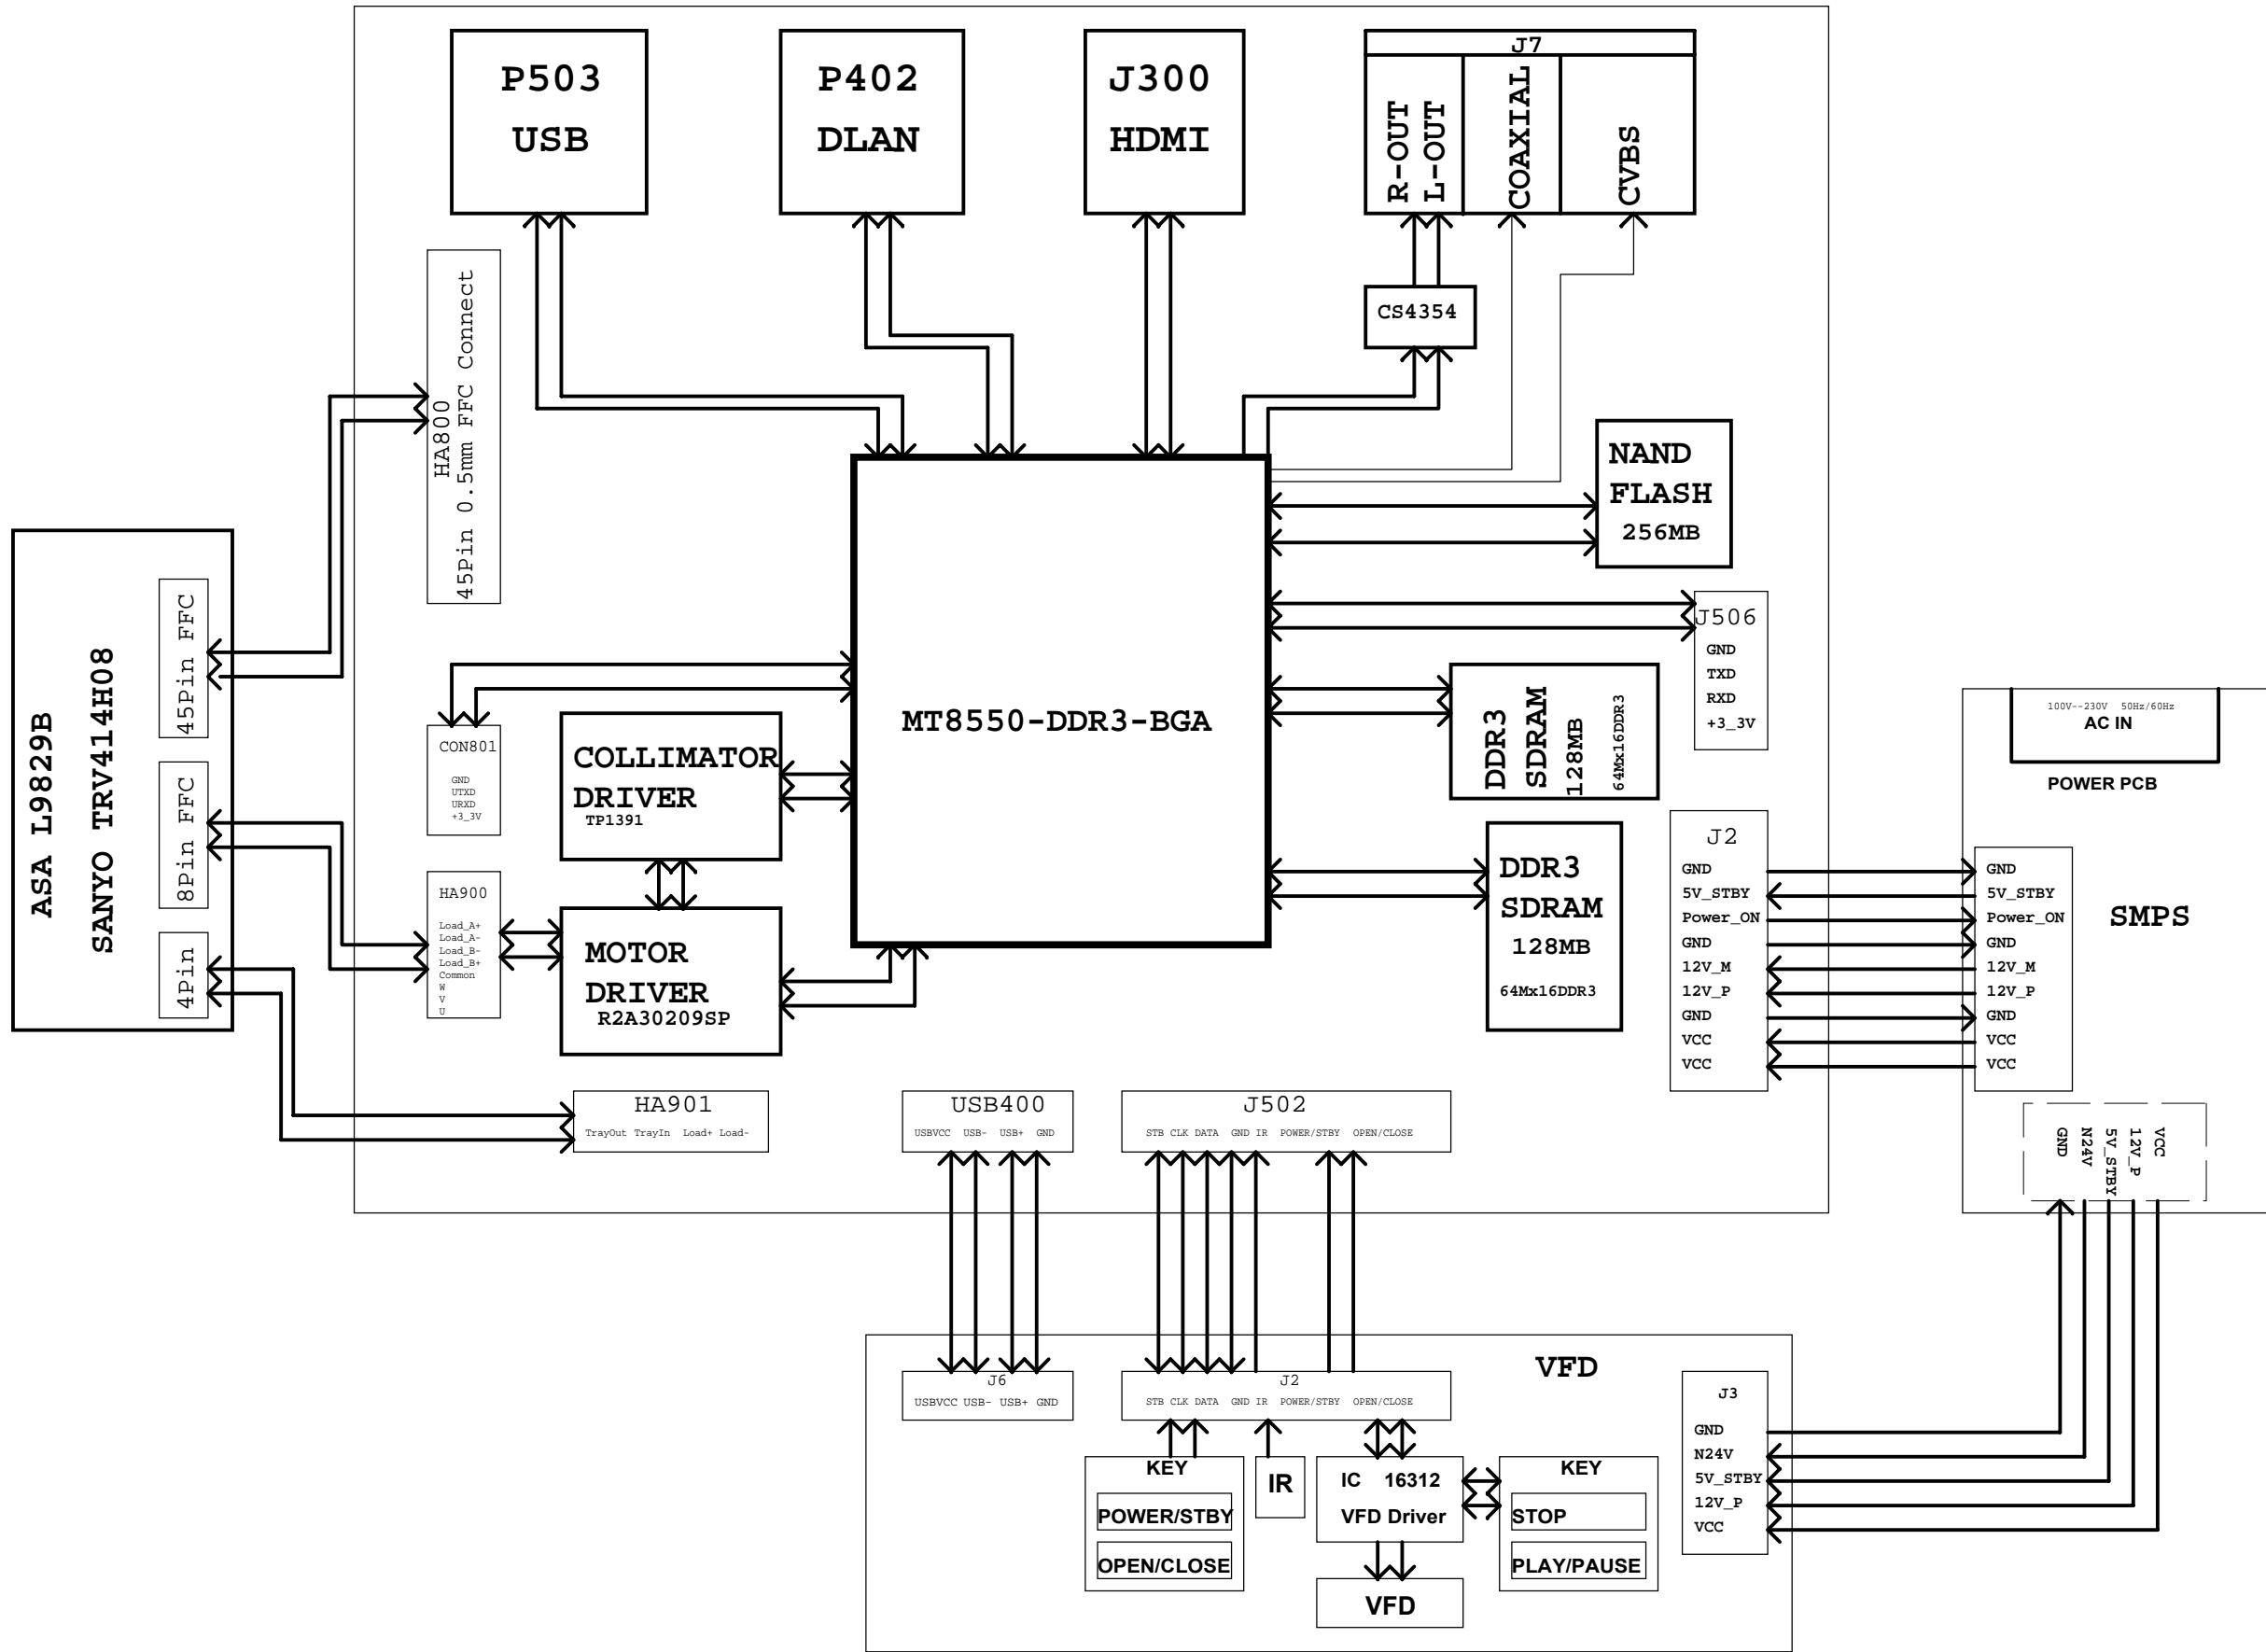 P503
USB
P402
DLAN
J300
HDMI
J7
R-OUT
L-OUT
COAXIAL
CVBS
CS4354
HA800
45Pin 0.5mm FFC Connect
NAND
FLASH
256MB
J506
GND
TXD
RXD
+3_3V
ASA L9829B
SANYO TRV414H08
45Pin FFC
8Pin FFC
4Pin
MT8550-DDR3-BGA
CON801
GND
UTXD
URXD
+3_3V
COLLIMATOR
DRIVER
TP1391
DDR3
SDRAM
128MB
64Mx16DDR3
100V--230V 50Hz/60Hz
AC IN
POWER PCB
HA900
Load_A+
Load_A-
Load_B-
Load_B+
Common
W
V
U
MOTOR
DRIVER
R2A30209SP
DDR3
SDRAM
128MB
64Mx16DDR3
J2
GND
5V_STBY
Power_ON
GND
12V_M
12V_P
GND
VCC
VCC
GND
5V_STBY
Power_ON
GND
12V_M
12V_P
GND
VCC
VCC
SMPS
HA901
TrayOut TrayIn Load+ Load-
USB400
USBVCC USB- USB+ GND
J502
STB CLK DATA GND IR POWER/STBY OPEN/CLOSE
GND
N24V
5V_STBY
12V_P
VCC
VFD
J6
USBVCC USB- USB+ GND
J2
STB CLK DATA GND IR POWER/STBY OPEN/CLOSE
J3
GND
N24V
5V_STBY
12V_P
VCC
KEY
POWER/STBY
OPEN/CLOSE
IR
IC 16312
VFD Driver
KEY
STOP
PLAY/PAUSE
VFD